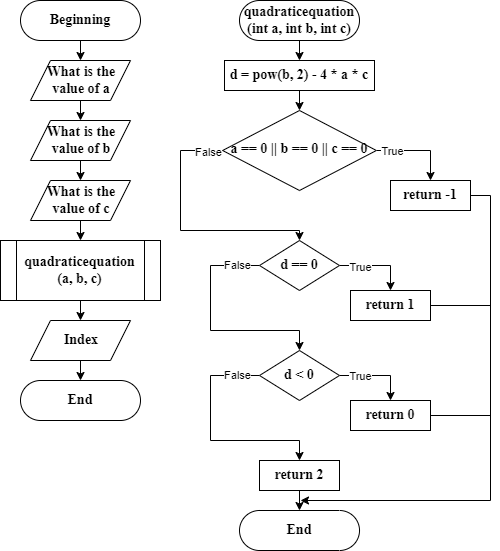 Beginning
What is the
value of a
What is the
value of b
What is the
value of c
quadraticequation
(a, b, c)
Index
End
quadraticequation
(int a, int b, int c)
d = pow(b, 2) - 4 * a * c
a == 0 || b == 0 || c == 0
False
True
return -1
d == 0
False
True
return 1
d < 0
False
True
return 0
return 2
End